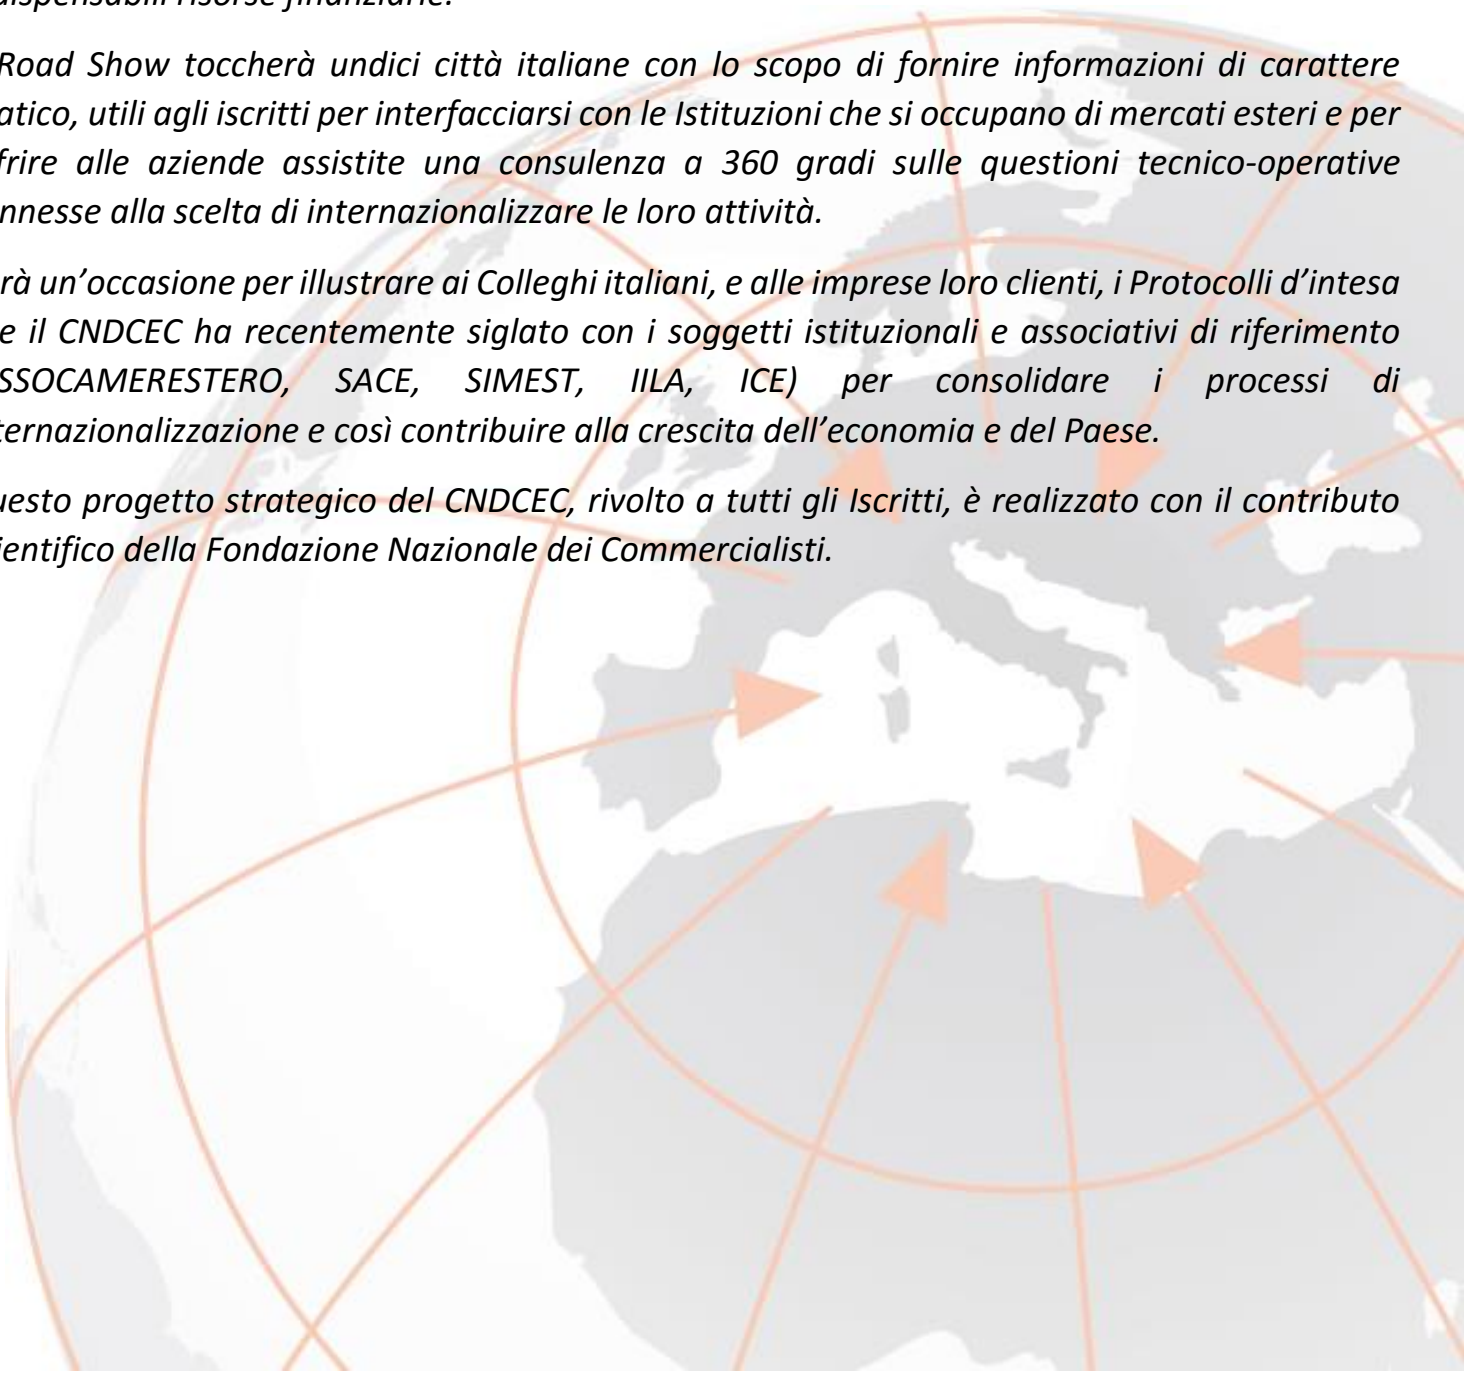 dispensabili risorse finanziarie.
Road Show toccherà undici città italiane con lo scopo di fornire informazioni di carattere
atico, utili agli iscritti per interfacciarsi con le Istituzioni che si occupano di mercati esteri e per
frire alle aziende assistite una consulenza a 360 gradi sulle questioni tecnico-operative
nnesse alla scelta di internazionalizzare le loro attività.
rà un’occasione per illustrare ai Colleghi italiani, e alle imprese loro clienti, i Protocolli d’intesa
e il CNDCEC ha recentemente siglato con i soggetti istituzionali e associativi di riferimento
SSOCAMERESTERO, SACE, SIMEST, IILA, ICE) per consolidare i processi di
ternazionalizzazione e così contribuire alla crescita dell’economia e del Paese.
uesto progetto strategico del CNDCEC, rivolto a tutti gli Iscritti, è realizzato con il contributo
ientifico della Fondazione Nazionale dei Commercialisti.